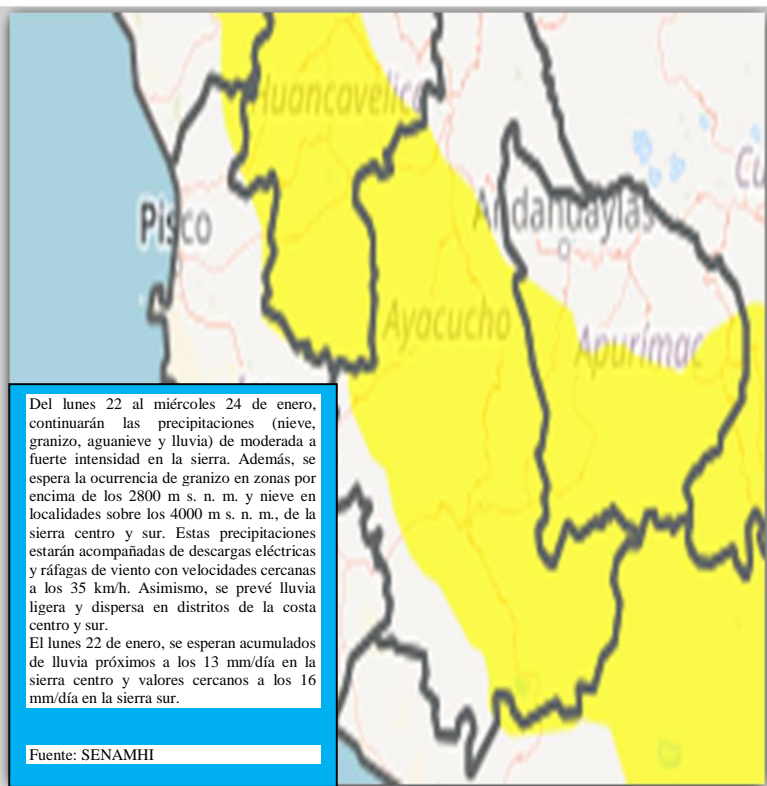 Huancavelica
Pisco
Andahuaylas
Ayacucho
Apurímac
Del lunes 22 al miércoles 24 de enero,
continuarán las precipitaciones (nieve,
granizo, aguanieve y lluvia) de moderada a
fuerte intensidad en la sierra. Además, se
espera la ocurrencia de granizo en zonas por
encima de los 2800 m s. n. m. y nieve en
localidades sobre los 4000 m s. n. m., de la
sierra centro y sur. Estas precipitaciones
estarán acompañadas de descargas eléctricas
y ráfagas de viento con velocidades cercanas
a los 35 km/h. Asimismo, se prevé lluvia
ligera y dispersa en distritos de la costa
centro y sur.
El lunes 22 de enero, se esperan acumulados
de lluvia próximos a los 13 mm/día en la
sierra centro y valores cercanos a los 16
mm/día en la sierra sur.
Fuente: SENAMHI